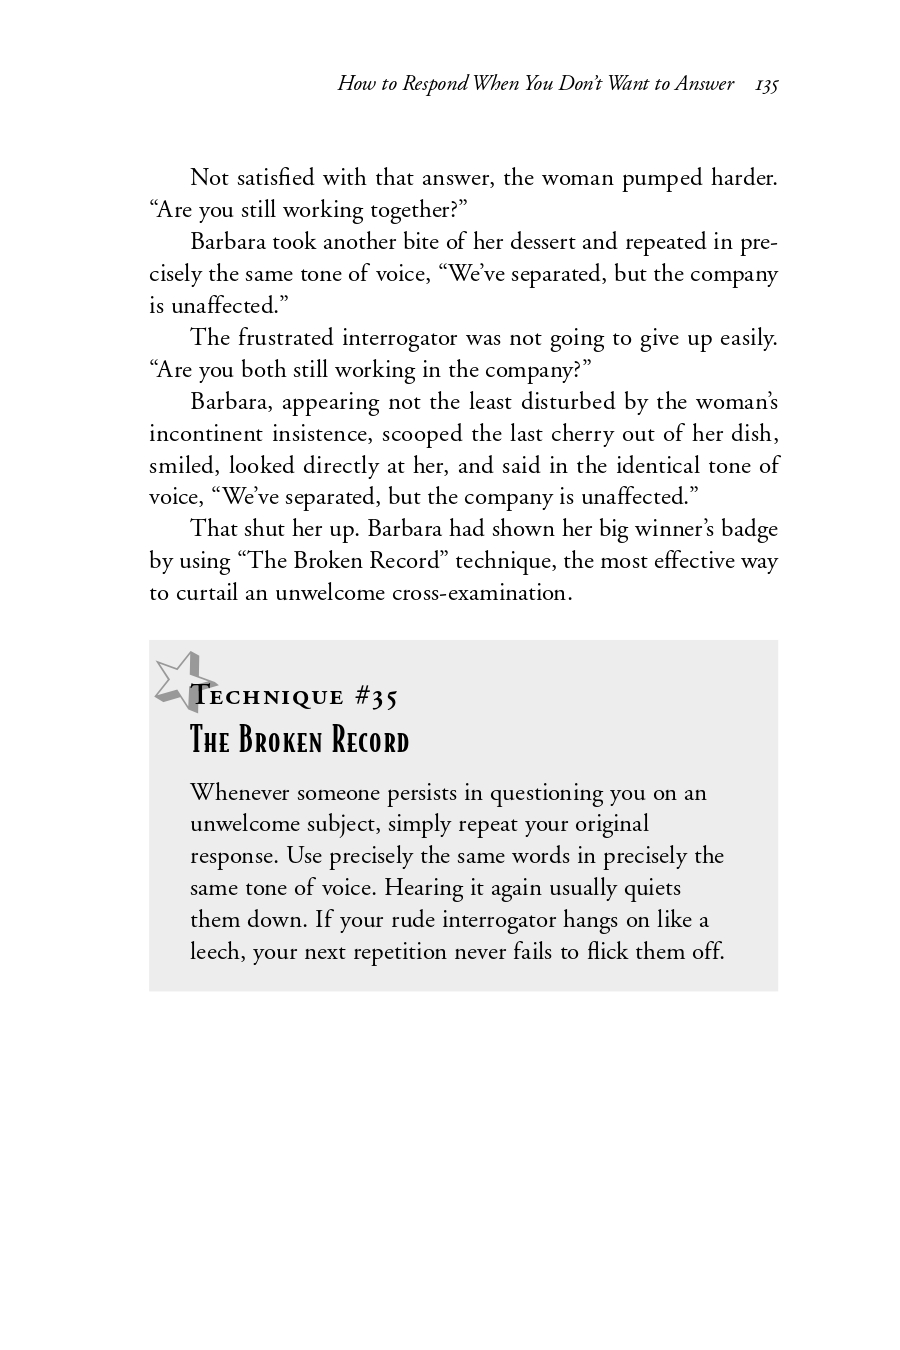 How to Respond When You Don’t Want to Answer 135
Not satisfied with that answer, the woman pumped harder.
“Are you still working together?”
Barbara took another bite of her dessert and repeated in pre-
cisely the same tone of voice, “We’ve separated, but the company
is unaffected.”
The frustrated interrogator was not going to give up easily.
“Are you both still working in the company?”
Barbara, appearing not the least disturbed by the woman’s
incontinent insistence, scooped the last cherry out of her dish,
smiled, looked directly at her, and said in the identical tone of
voice, “We’ve separated, but the company is unaffected.”
That shut her up. Barbara had shown her big winner’s badge
by using “The Broken Record” technique, the most effective way
to curtail an unwelcome cross-examination.
Technique #35
The Broken Record
Whenever someone persists in questioning you on an
unwelcome subject, simply repeat your original
response. Use precisely the same words in precisely the
same tone of voice. Hearing it again usually quiets
them down. If your rude interrogator hangs on like a
leech, your next repetition never fails to flick them off.